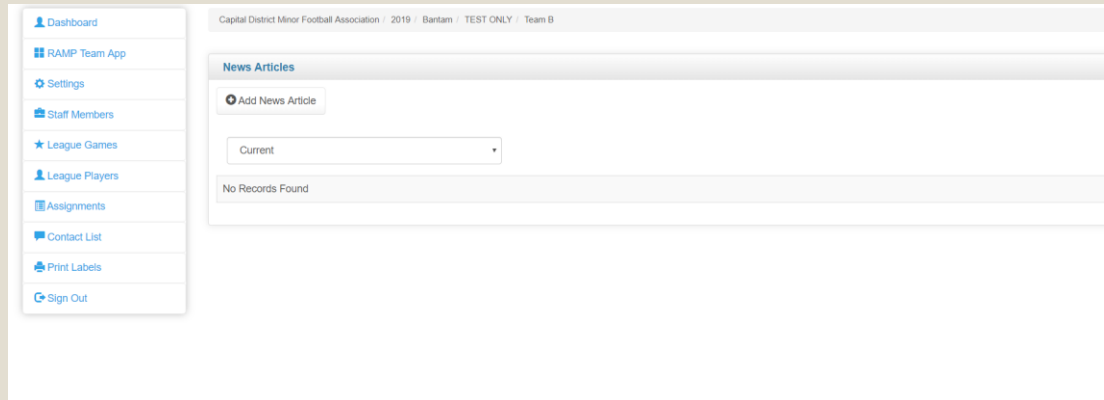 Dashboard
RAMP Team App
Settings
Staff Members
League Games
League Players
Assignments
Contact List
Print Labels
Sign Out
Capital District Minor Football Association / 2019 / Bantam / TEST ONLY / Team B
News Articles
Add News Article
Current
No Records Found